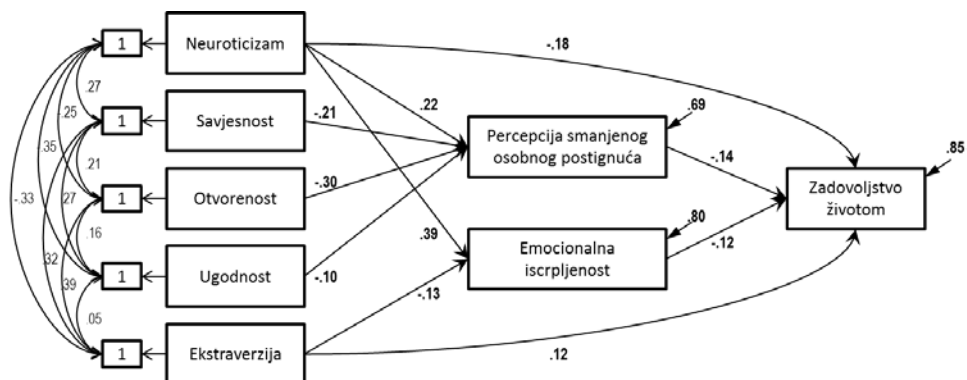 1
Neuroticizam
-.18
.27
.22
.69
1
Savjesnost
-.21
.25
Percepcija smanjenog
osobnog postignuća
.35
.21
-.14
.85
1
Otvorenost
-.30
Zadovoljstvo
životom
-.33
.27
.16
.39
.80
Emocionalna
iscrpljenost
-.12
.32
.39
1
Ugodnost
-.10
-.13
.05
1
Ekstraverzija
.12